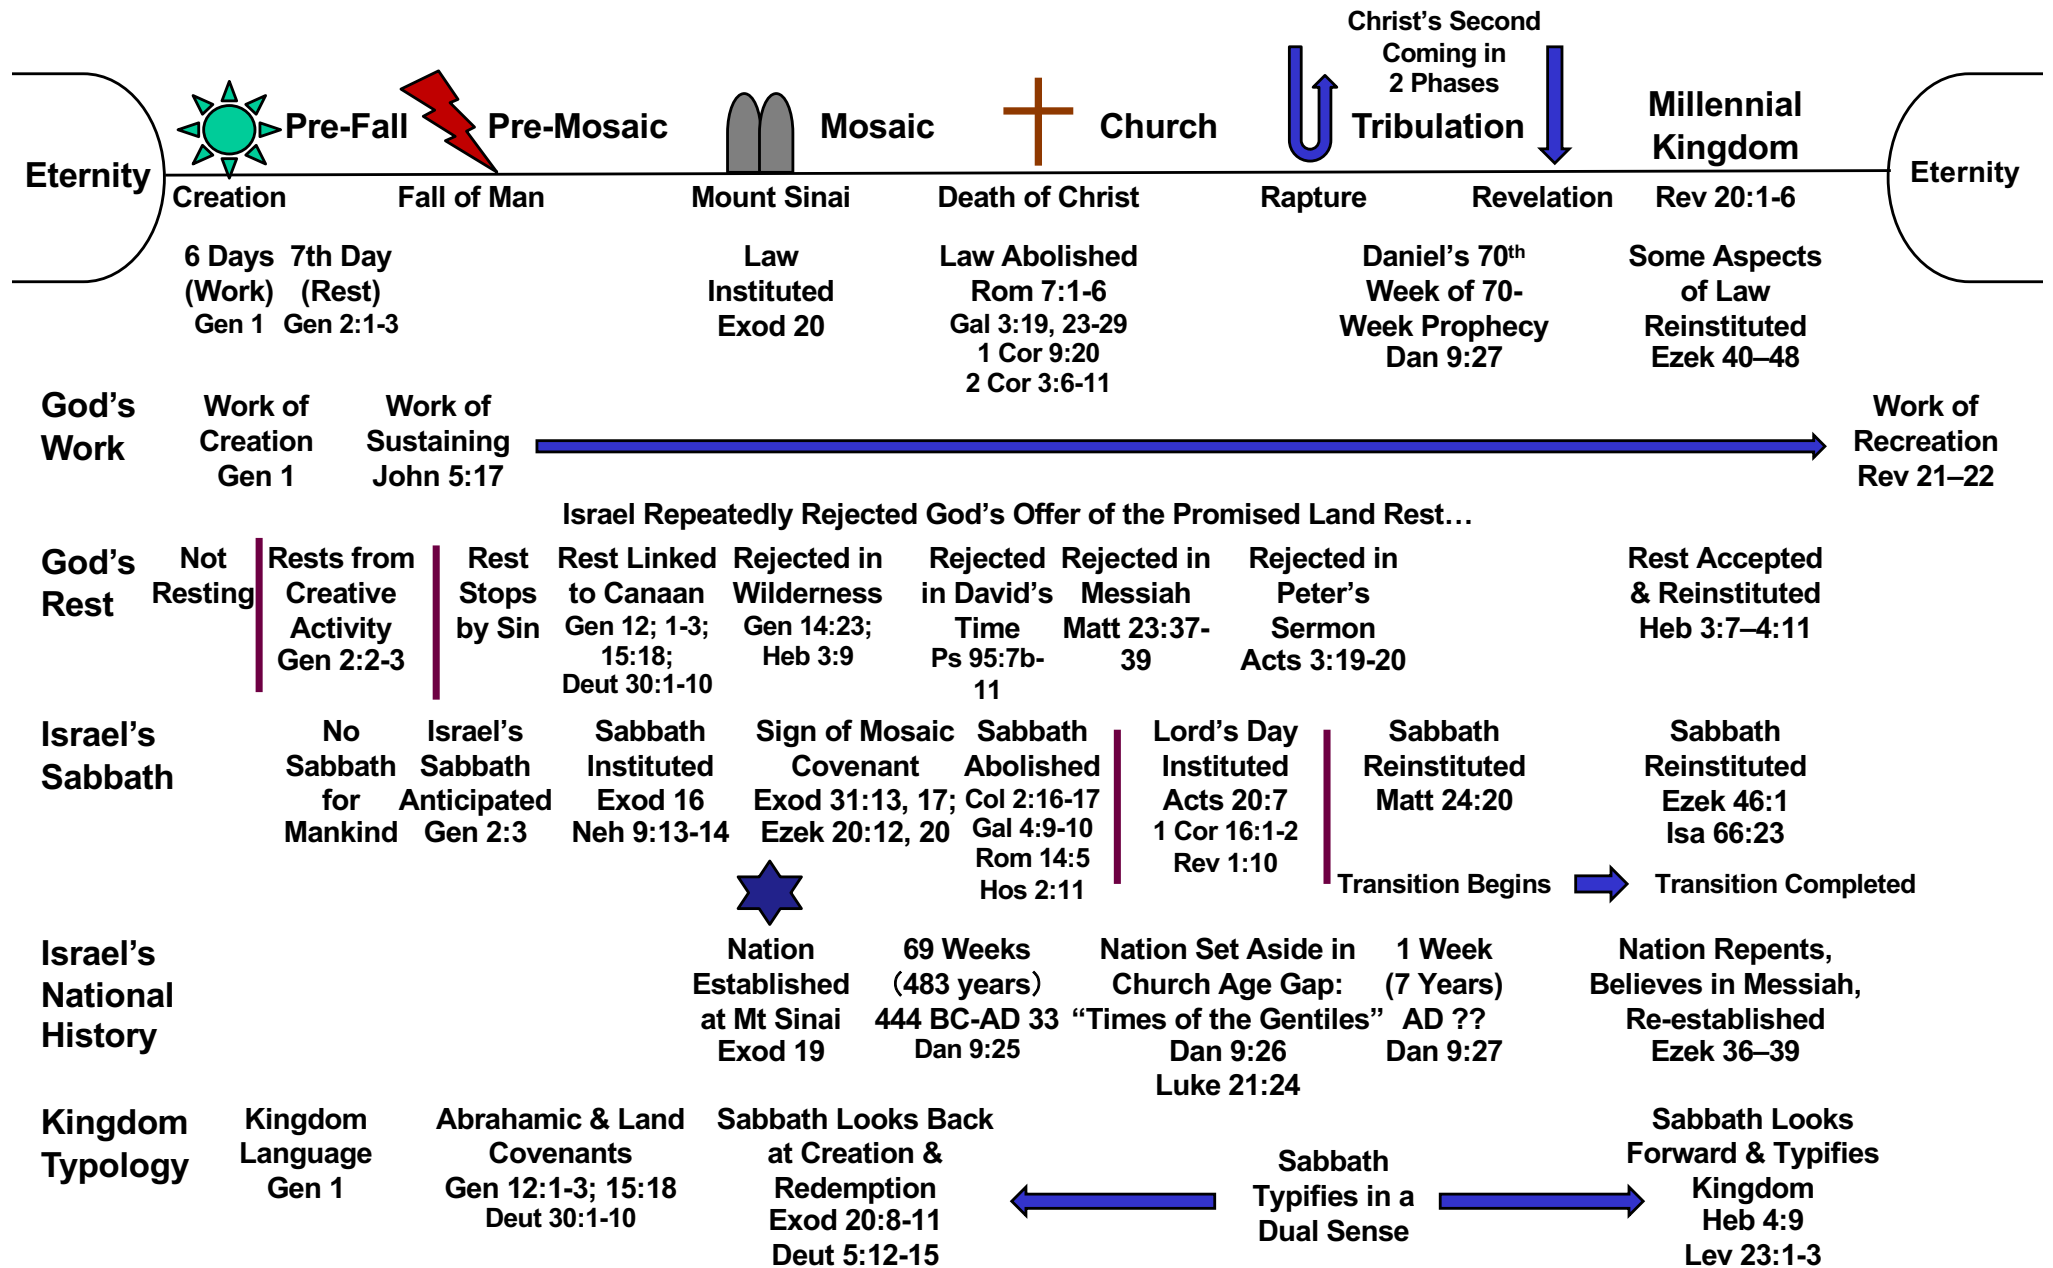 Christ’s Second
Coming in
2 Phases
Eternity
Pre-Fall
Pre-Mosaic
Mosaic
Church
Tribulation
Millennial
Kingdom
Eternity
Creation
Fall of Man
Mount Sinai
Death of Christ
Rapture
Revelation
Rev 20:1-6
6 Days
(Work)
Gen 1
7th Day
(Rest)
Gen 2:1-3
Law
Instituted
Exod 20
Law Abolished
Rom 7:1-6
Gal 3:19, 23-29
1 Cor 9:20
2 Cor 3:6-11
Daniel’s 70th
Week of 70-
Week Prophecy
Dan 9:27
Some Aspects
of Law
Reinstituted
Ezek 40–48
God’s
Work
Work of
Creation
Gen 1
Work of
Sustaining
John 5:17
Work of
Recreation
Rev 21–22
Israel Repeatedly Rejected God’s Offer of the Promised Land Rest…
God’s
Rest
Not
Resting
Rests from
Creative
Activity
Gen 2:2-3
Rest
Stops
by Sin
Rest Linked
to Canaan
Gen 12; 1-3;
15:18;
Deut 30:1-10
Rejected in
Wilderness
Gen 14:23;
Heb 3:9
Rejected
in David’s
Time
Ps 95:7b-
11
Rejected in
Messiah
Matt 23:37-
39
Rejected in
Peter’s
Sermon
Acts 3:19-20
Rest Accepted
& Reinstituted
Heb 3:7–4:11
Israel’s
Sabbath
No
Sabbath
for
Mankind
Israel’s
Sabbath
Anticipated
Gen 2:3
Sabbath
Instituted
Exod 16
Neh 9:13-14
Sign of Mosaic
Covenant
Exod 31:13, 17;
Ezek 20:12, 20
Sabbath
Abolished
Col 2:16-17
Gal 4:9-10
Rom 14:5
Hos 2:11
Lord’s Day
Instituted
Acts 20:7
1 Cor 16:1-2
Rev 1:10
Sabbath
Reinstituted
Matt 24:20
Sabbath
Reinstituted
Ezek 46:1
Isa 66:23
Transition Begins
Transition Completed
Israel’s
National
History
Nation
Established
at Mt Sinai
Exod 19
69 Weeks
(483 years)
444 BC-AD 33
Dan 9:25
Nation Set Aside in
Church Age Gap:
“Times of the Gentiles”
Dan 9:26
Luke 21:24
1 Week
(7 Years)
AD ??
Dan 9:27
Nation Repents,
Believes in Messiah,
Re-established
Ezek 36–39
Kingdom
Typology
Kingdom
Language
Gen 1
Abrahamic & Land
Covenants
Gen 12:1-3; 15:18
Deut 30:1-10
Sabbath Looks Back
at Creation &
Redemption
Exod 20:8-11
Deut 5:12-15
Sabbath
Typifies in a
Dual Sense
Sabbath Looks
Forward & Typifies
Kingdom
Heb 4:9
Lev 23:1-3